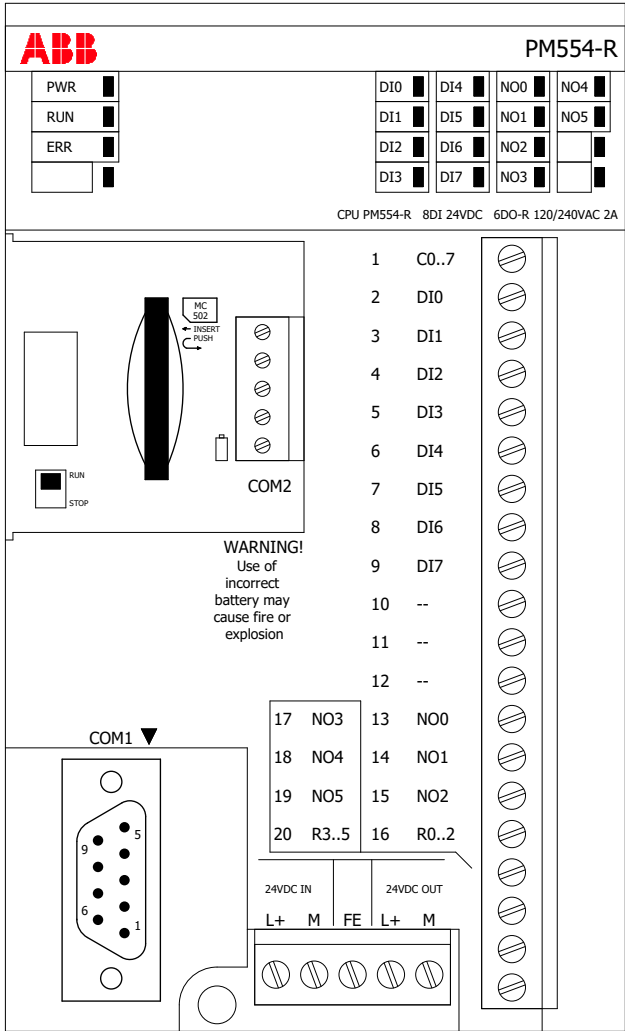 ABB PM554-R
PWR DI0 DI4 NO0 NO4
RUN DI1 DI5 NO1 NO5
ERR DI2 DI6 NO2
DI3 DI7 NO3
CPU PM554-R 8DI 24VDC 6DO-R 120/240VAC 2A
1 C0..7
2 DI0
3 DI1
4 DI2
5 DI3
6 DI4
7 DI5
8 DI6
9 DI7
10 --
11 --
12 --
17 NO3 13 NO0
18 NO4 14 NO1
19 NO5 15 NO2
20 R3..5 16 R0..2
MC
502
INSERT
PUSH
RUN
STOP
COM2
WARNING!
Use of
incorrect
battery may
cause fire or
explosion
COM1
5
9
6
1
24VDC IN 24VDC OUT
L+ M FE L+ M